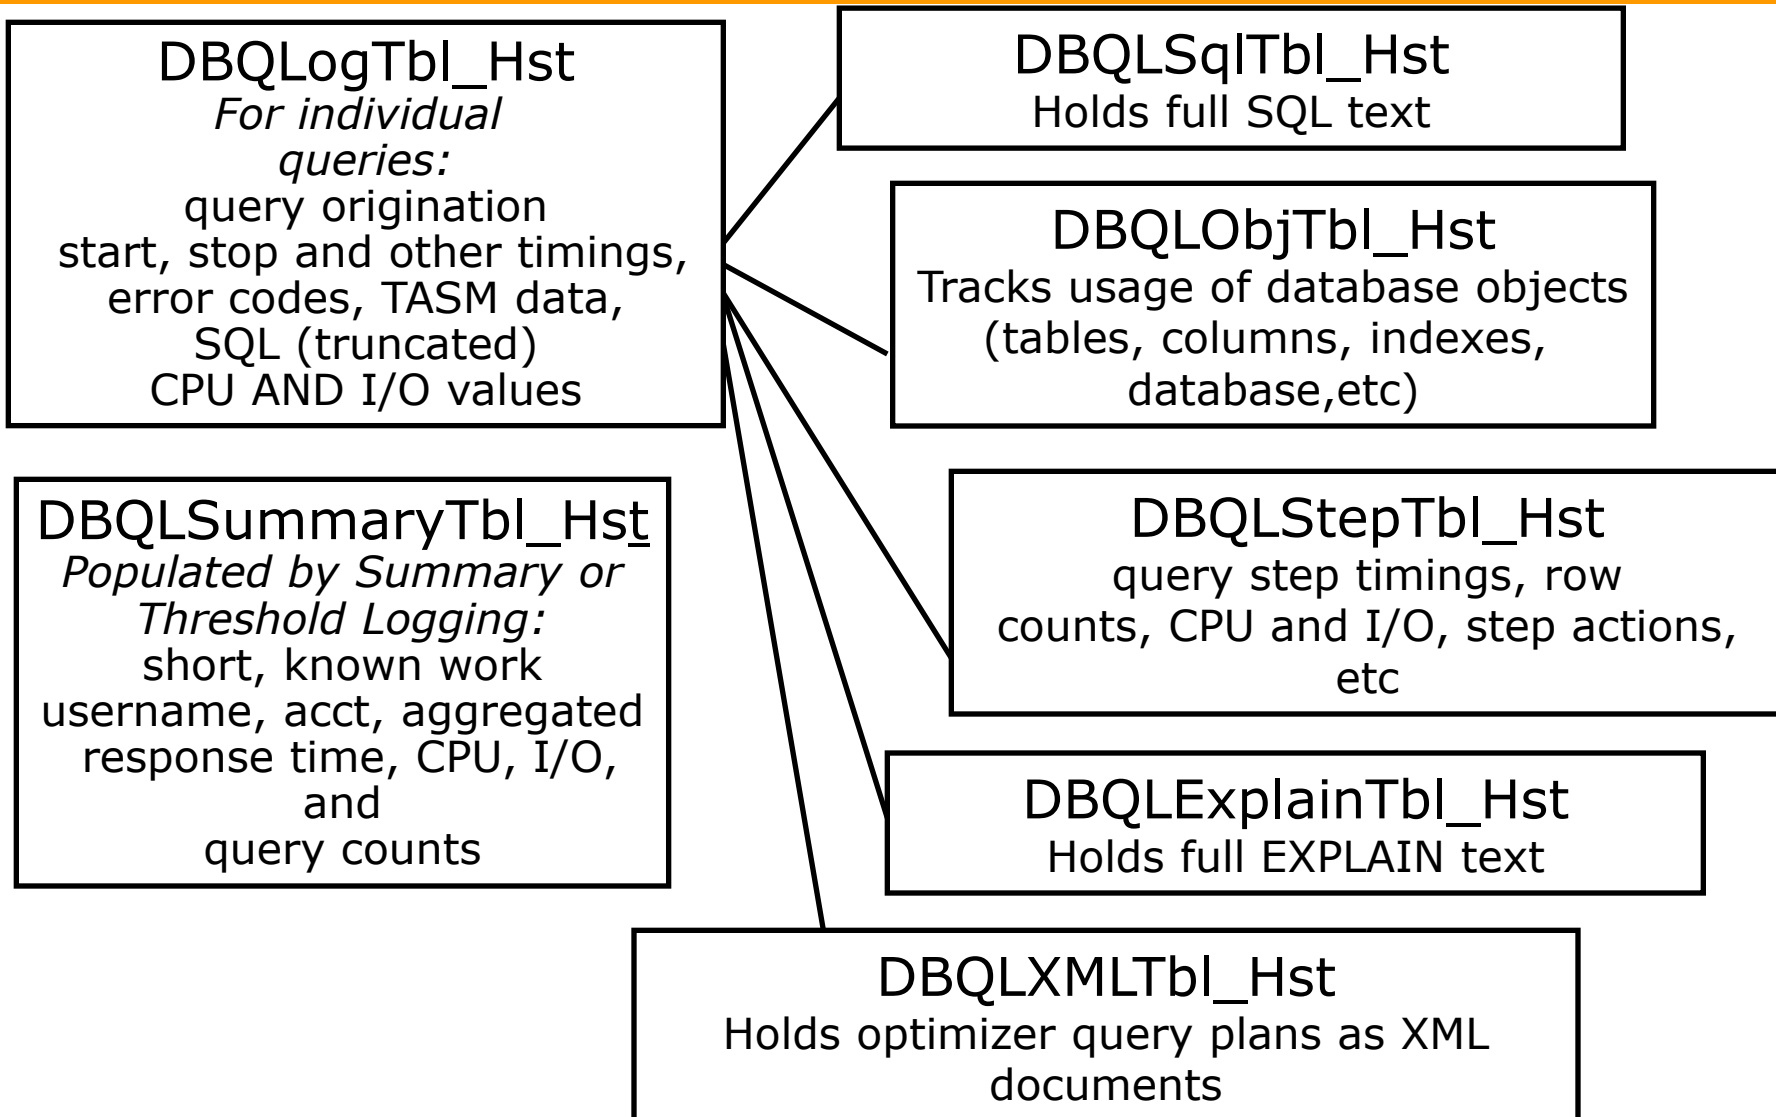 DBQLogTbl_Hst
For individual
queries:
query origination
start, stop and other timings,
error codes, TASM data,
SQL (truncated)
CPU AND I/O values
DBQLSqlTbl_Hst
Holds full SQL text
DBQLObjTbl_Hst
Tracks usage of database objects
(tables, columns, indexes,
database,etc)
DBQLSummaryTbl_Hst
Populated by Summary or
Threshold Logging:
short, known work
username, acct, aggregated
response time, CPU, I/O,
and
query counts
DBQLStepTbl_Hst
query step timings, row
counts, CPU and I/O, step actions,
etc
DBQLExplainTbl_Hst
Holds full EXPLAIN text
DBQLXMLTbl_Hst
Holds optimizer query plans as XML
documents